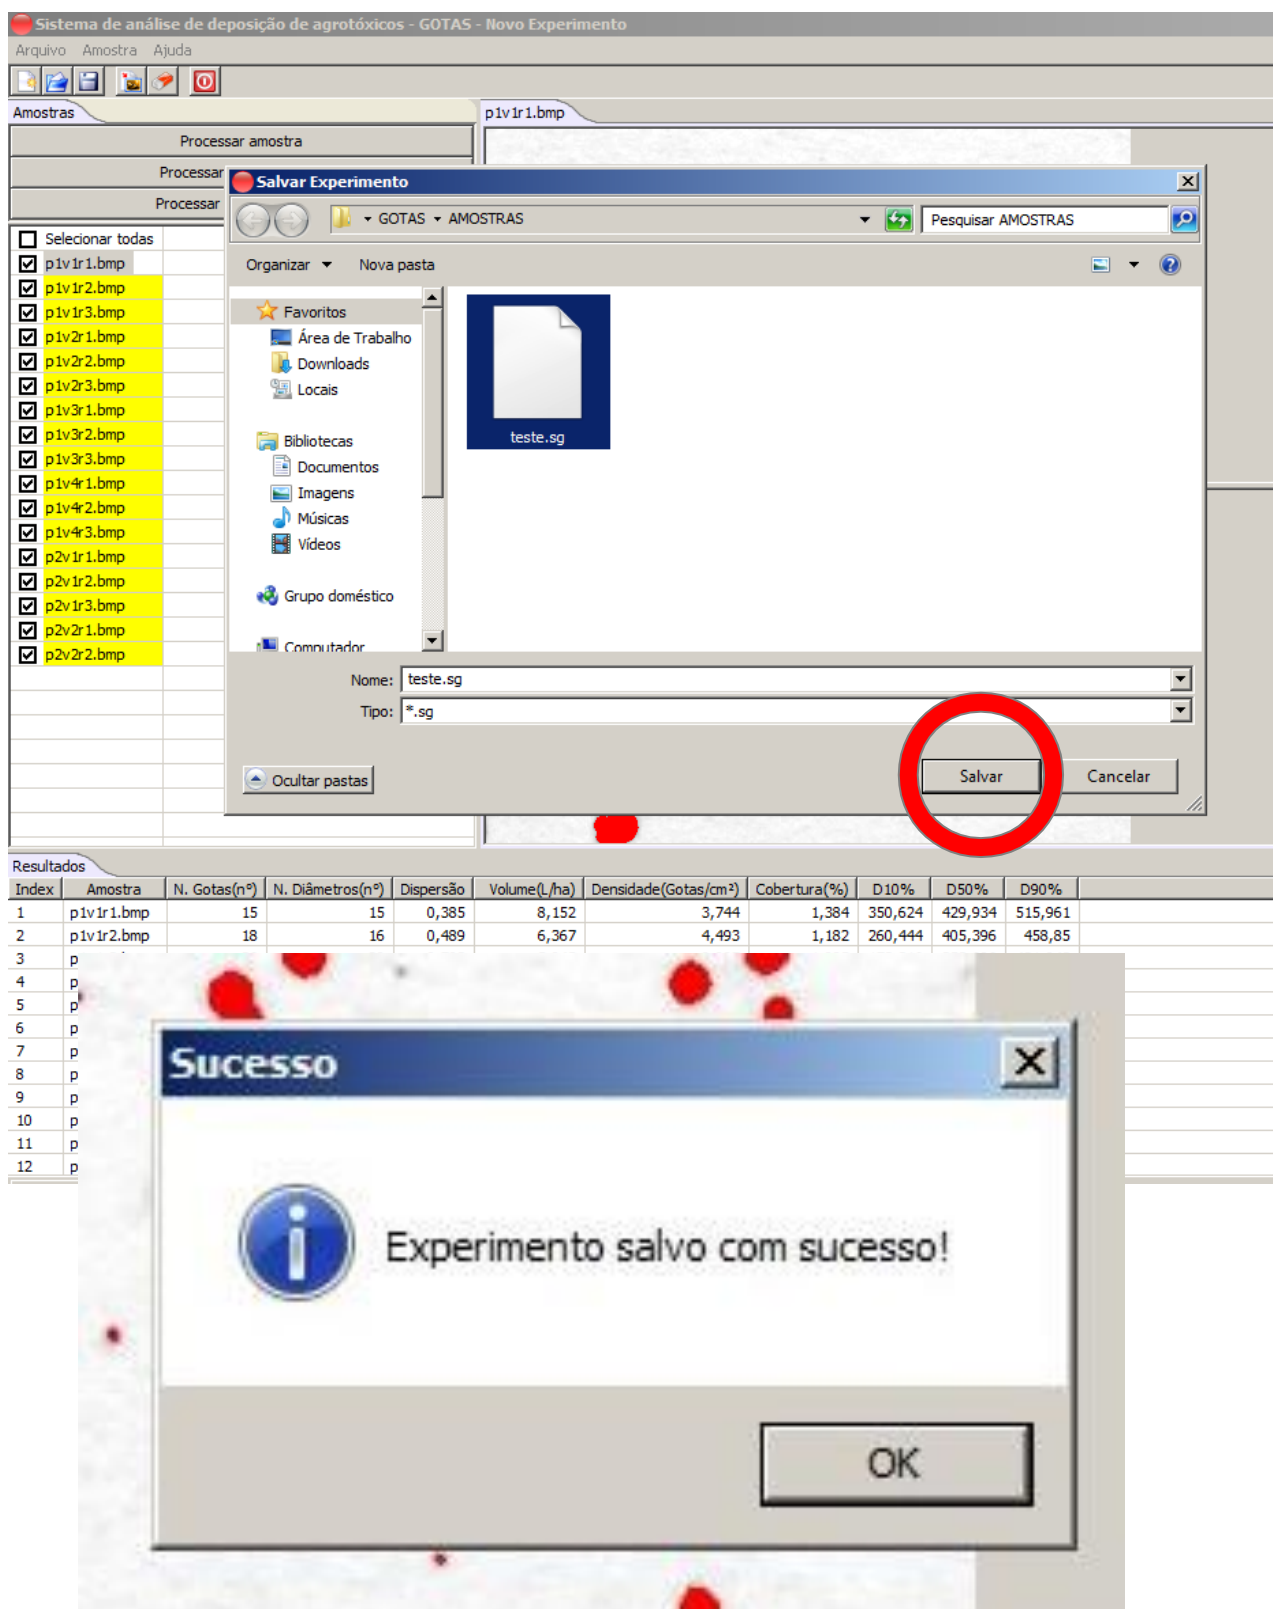 Sistema de análise de deposição de agrotóxicos - GOTAS - Novo Experimento
Arquivo Amostra Ajuda
Amostras
p1v1r1.bmp
Processar amostra
Processar
Processar
Salvar Experimento
GOTAS AMOSTRAS
Pesquisar AMOSTRAS
Organizar Nova pasta
Selecionar todas
p1v1r1.bmp
p1v1r2.bmp
p1v1r3.bmp
p1v2r1.bmp
p1v2r2.bmp
p1v2r3.bmp
p1v3r1.bmp
p1v3r2.bmp
p1v3r3.bmp
p1v4r1.bmp
p1v4r2.bmp
p1v4r3.bmp
p2v1r1.bmp
p2v1r2.bmp
p2v1r3.bmp
p2v2r1.bmp
p2v2r2.bmp
Favoritos
Área de Trabalho
Downloads
Locais
Bibliotecas
Documentos
Imagens
Músicas
Vídeos
Grupo doméstico
Computador
teste.sg
Nome: teste.sg
Tipo: *.sg
Ocultar pastas
Salvar
Cancelar
Resultados
Index Amostra N. Gotas(nº) N. Diâmetros(nº) Dispersão Volume(L/ha) Densidade(Gotas/cm²) Cobertura(%) D10% D50% D90%
1 p1v1r1.bmp 15 15 0,385 8,152 3,744 1,384 350,624 429,934 515,961
2 p1v1r2.bmp 18 16 0,489 6,367 4,493 1,182 260,444 405,396 458,85
3 p
4 p
5 p
6 p
7 p
8 p
9 p
10 p
11 p
12 p
Sucesso
Experimento salvo com sucesso!
OK